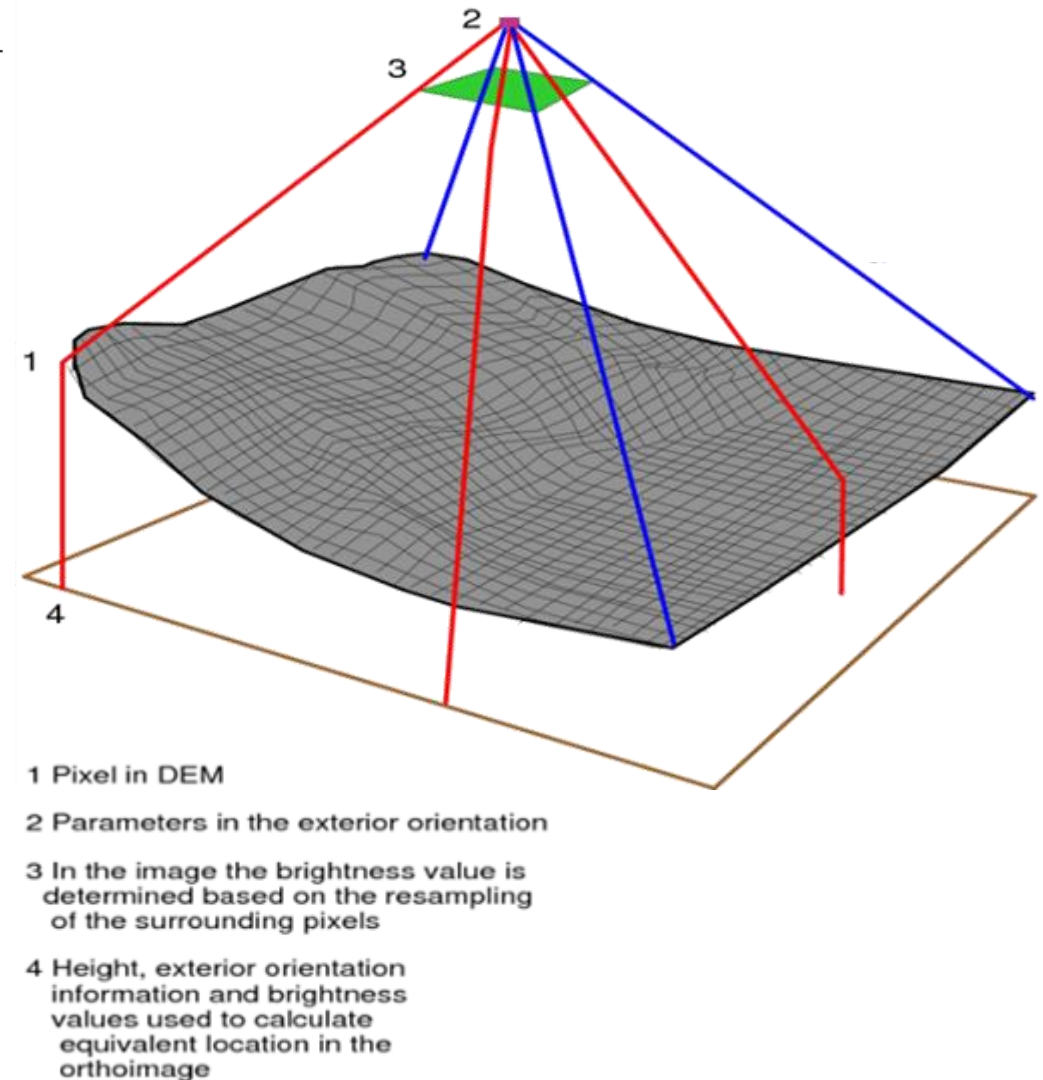 2
3
1
4
1 Pixel in DEM
2 Parameters in the exterior orientation
3 In the image the brightness value is
determined based on the resampling
of the surrounding pixels
4 Height, exterior orientation
information and brightness
values used to calculate
equivalent location in the
orthoimage